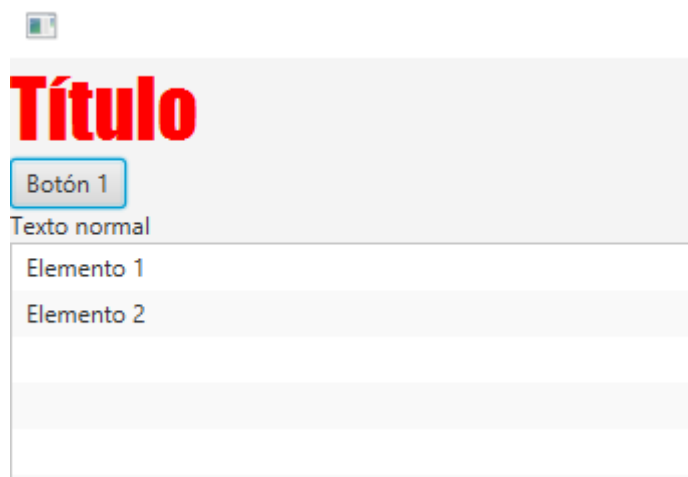 Título
Botón 1
Texto normal
Elemento 1
Elemento 2